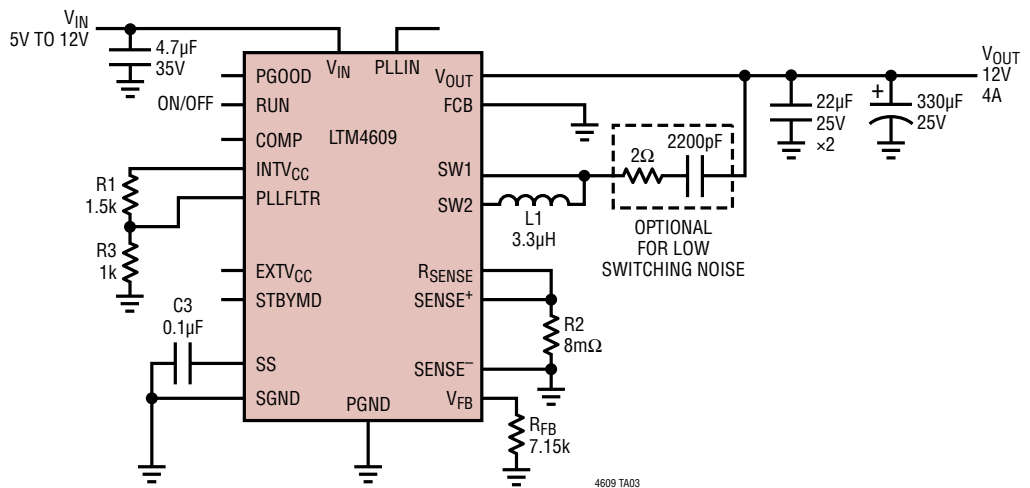 VIN
5V TO 12V
4.7µF
35V
VIN
PLLIN
PGOOD
RUN
ON/OFF
COMP
INTVCC
PLLFLTR
EXTVCC
STBYMD
SS
SGND
PGND
LTM4609
VOUT
FCB
SW1
SW2
RSENSE
SENSE+
SENSE–
VFB
R1
1.5k
R3
1k
C3
0.1µF
L1
3.3µH
2Ω
2200pF
OPTIONAL
FOR LOW
SWITCHING NOISE
R2
8mΩ
RFB
7.15k
22µF
25V
×2
+
330µF
25V
VOUT
12V
4A
4609 TA03